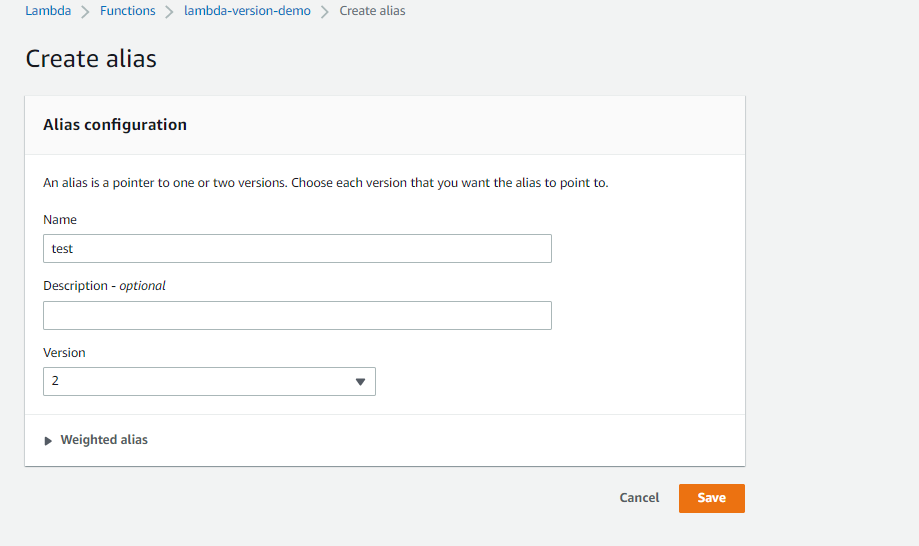 Lambda Functions lambda-version-demo Create alias
Create alias
Alias configuration
An alias is a pointer to one or two versions. Choose each version that you want the alias to point to.
Name
test
Description - optional
Version
2
Weighted alias
Cancel Save